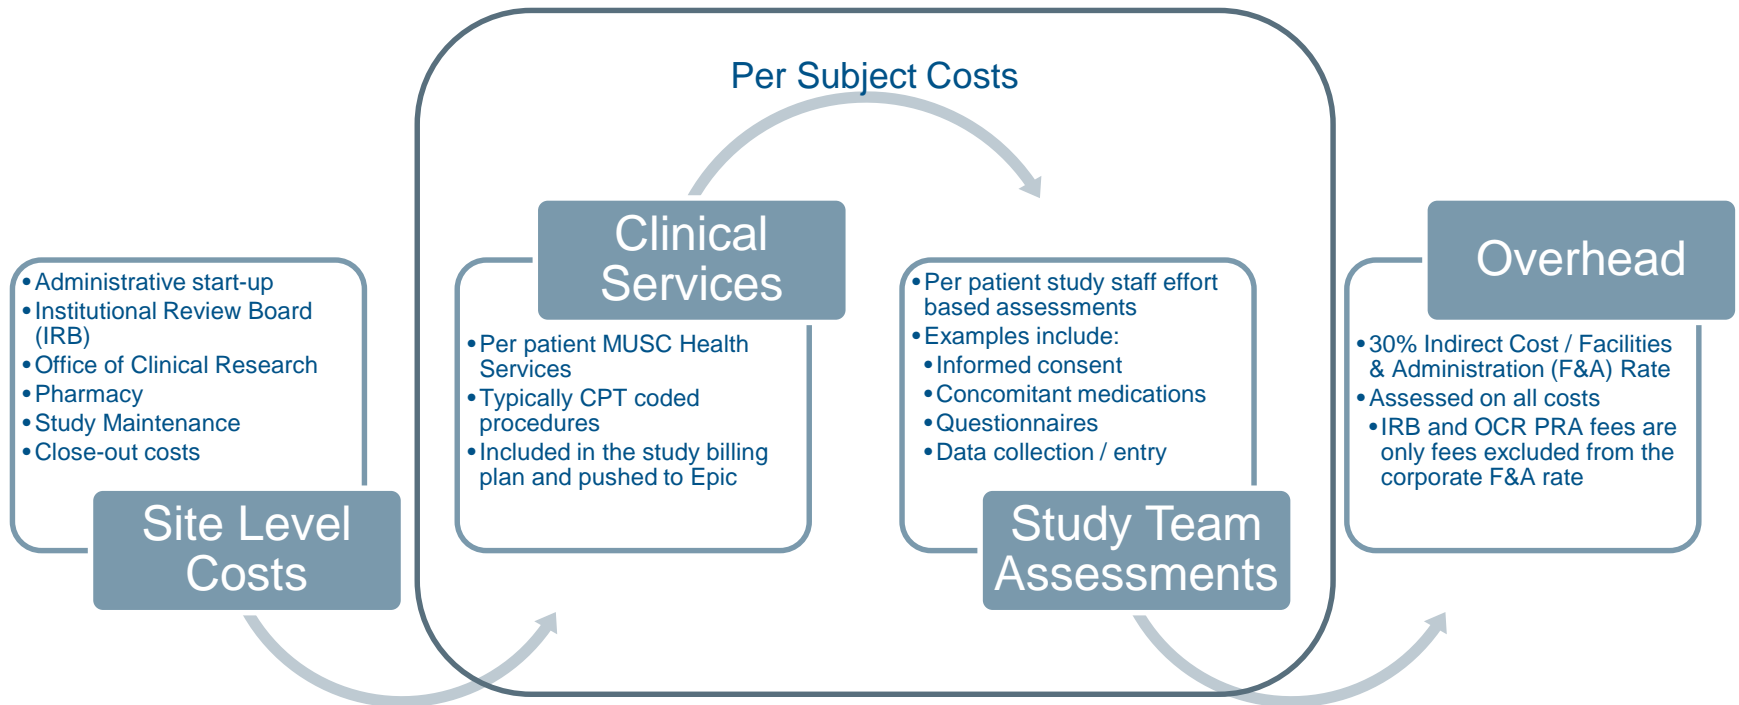 Per Subject Costs
• Administrative start-up
• Institutional Review Board
(IRB)
• Office of Clinical Research
• Pharmacy
• Study Maintenance
• Close-out costs
Site Level
Costs
Clinical
Services
• Per patient MUSC Health
Services
• Typically CPT coded
procedures
• Included in the study billing
plan and pushed to Epic
• Per patient study staff effort
based assessments
• Examples include:
• Informed consent
• Concomitant medications
• Questionnaires
• Data collection / entry
Study Team
Assessments
Overhead
• 30% Indirect Cost / Facilities
& Administration (F&A) Rate
• Assessed on all costs
• IRB and OCR PRA fees are
only fees excluded from the
corporate F&A rate